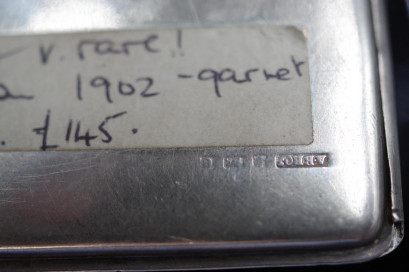 v. rare!
1902 - garnet
£145.